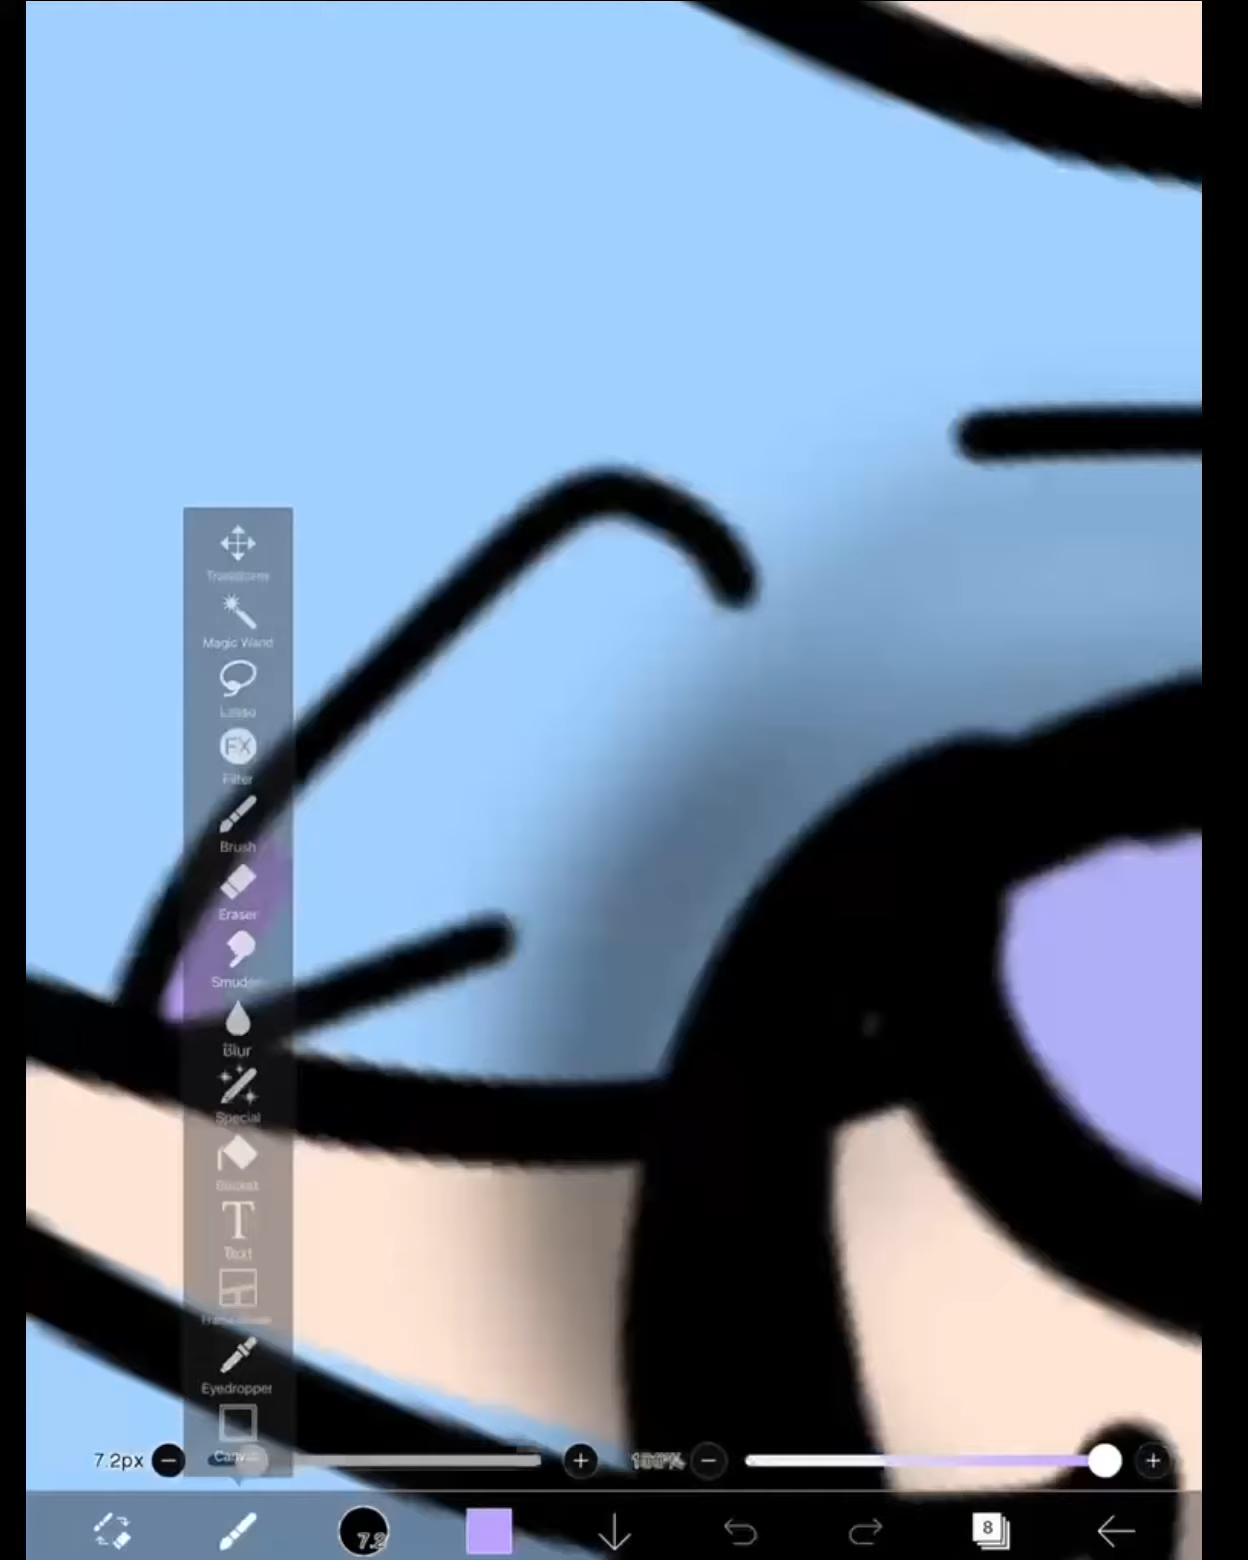 Transform
Magic Wand
Lasso
FX
Filter
Brush
Eraser
Smudge
Blur
Special
Bucket
T
Text
Eyedropper
Canvas
7.2px
100%
7.2
8